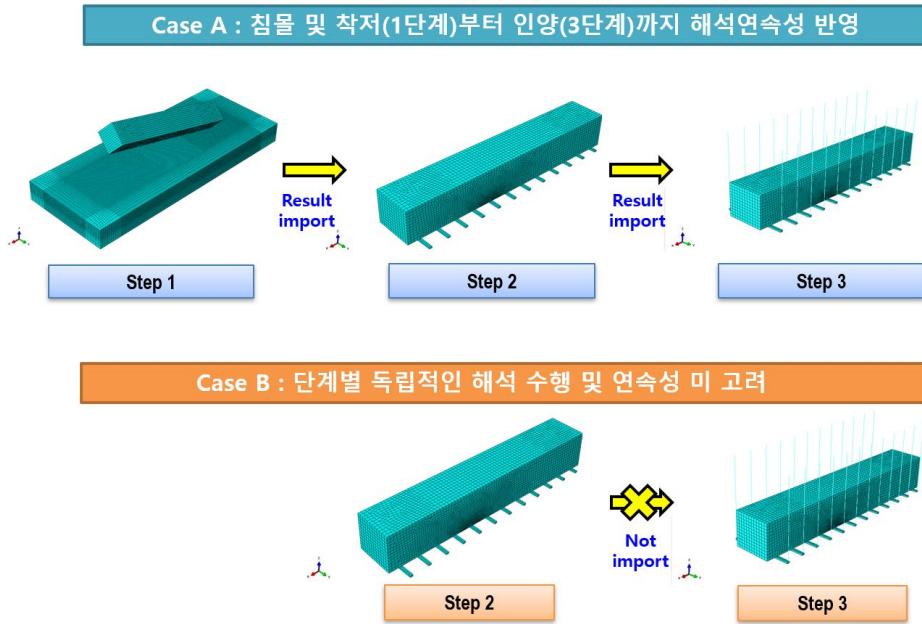 Case A : 침몰 및 착저(1단계)부터 인양(3단계)까지 해석연속성 반영
Result
import
Result
import
Step 1
Step 2
Step 3
Case B : 단계별 독립적인 해석 수행 및 연속성 미 고려
Not
import
Step 2
Step 3